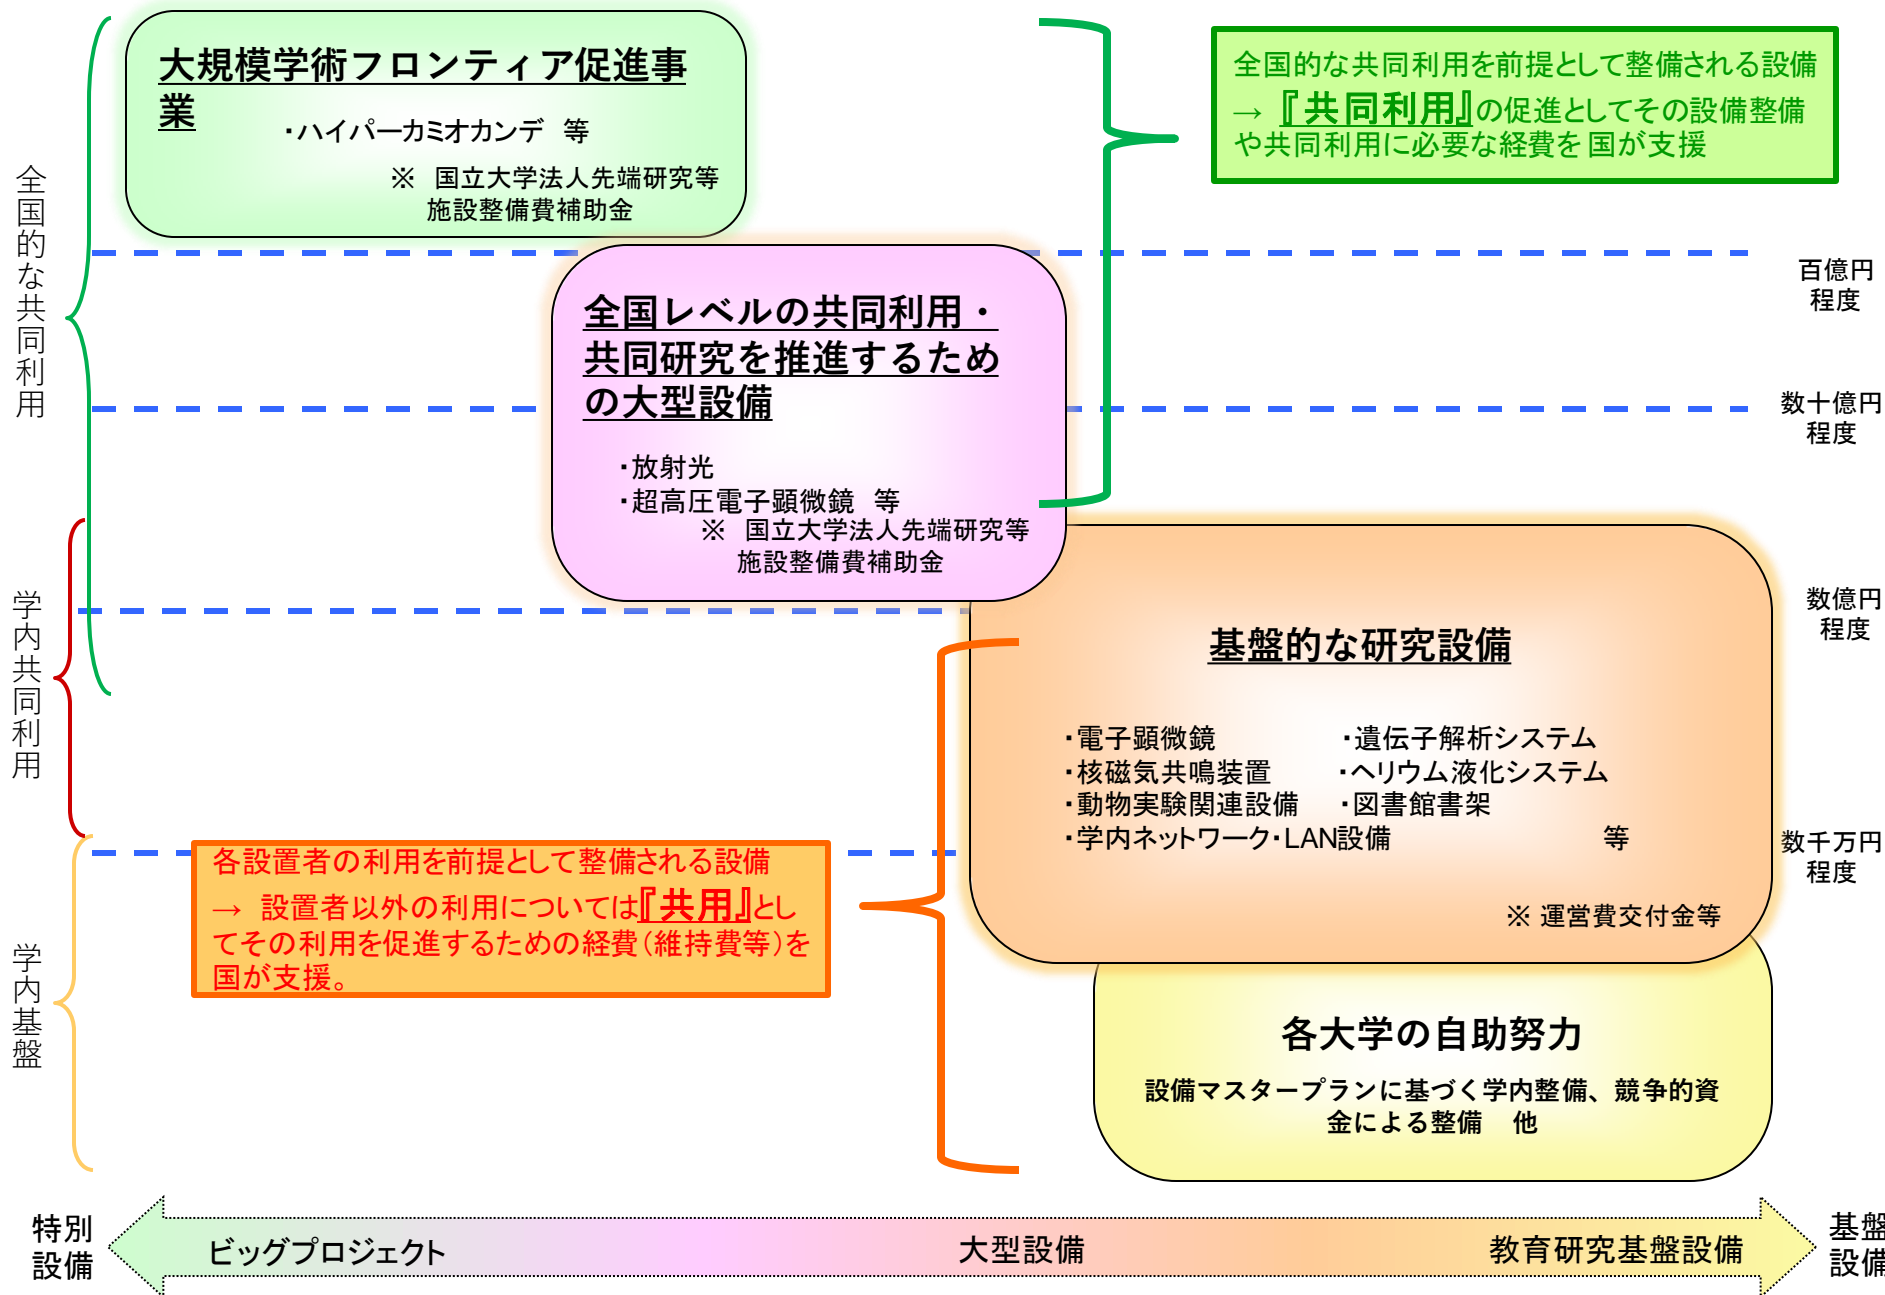 大規模学術フロンティア促進事
業
・ハイパーカミオカンデ　等
※　国立大学法人先端研究等
施設整備費補助金
全国的な共同利用を前提として整備される設備
→　『共同利用』の促進としてその設備整備
や共同利用に必要な経費を国が支援
全国的な共同利用
百億円
程度
全国レベルの共同利用・
共同研究を推進するため
の大型設備
・放射光
・超高圧電子顕微鏡　等
※　国立大学法人先端研究等
施設整備費補助金
数十億円
程度
学内共同利用
数億円
程度
基盤的な研究設備
・電子顕微鏡　・遺伝子解析システム
・核磁気共鳴装置　・ヘリウム液化システム
・動物実験関連設備　・図書館書架
・学内ネットワーク・LAN設備　等
※ 運営費交付金等
数千万円
程度
各設置者の利用を前提として整備される設備
→　設置者以外の利用については『共用』とし
てその利用を促進するための経費（維持費等）を
国が支援。
学内基盤
各大学の自助努力
設備マスタープランに基づく学内整備、競争的資
金による整備　他
特別
設備
ビッグプロジェクト
大型設備
教育研究基盤設備
基盤
設備